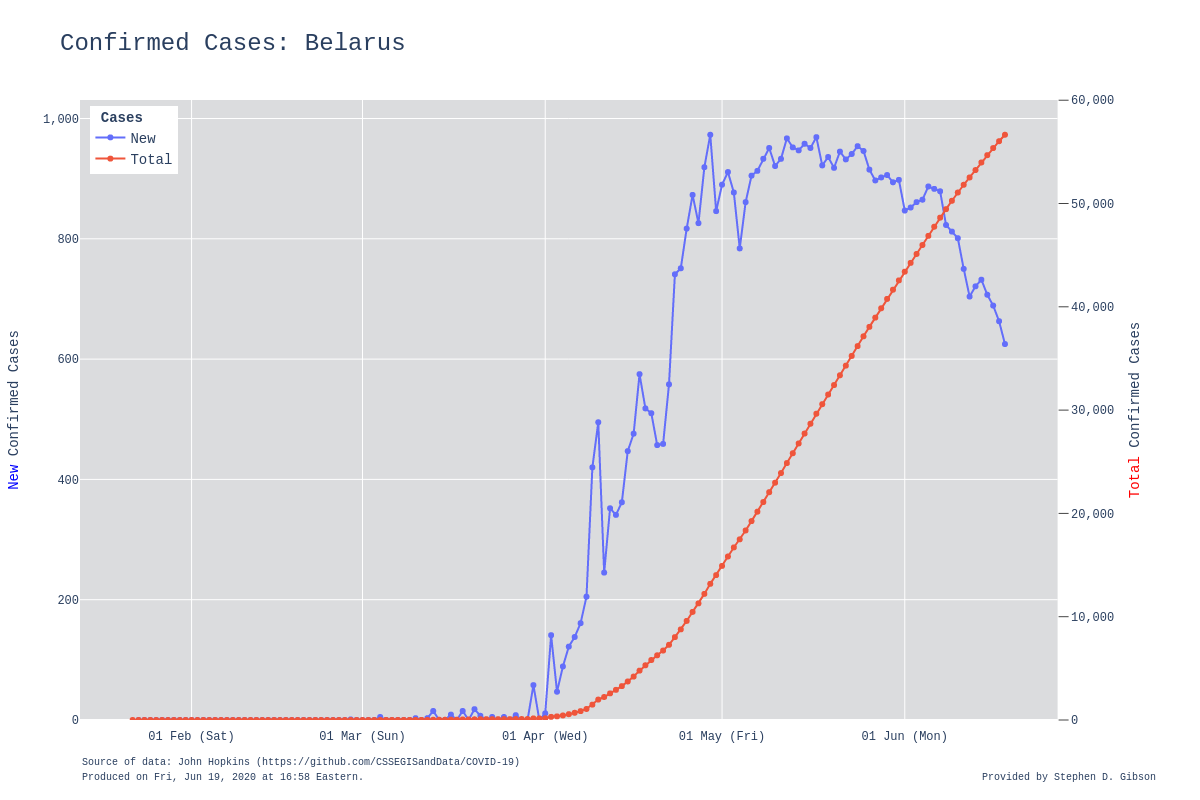 Confirmed Cases: Belarus
Cases
New
Total
1,000
800
600
400
200
0
New Confirmed Cases
60,000
50,000
40,000
30,000
20,000
10,000
0
Total Confirmed Cases
01 Feb (Sat)
01 Mar (Sun)
01 Apr (Wed)
01 May (Fri)
01 Jun (Mon)
Source of data: John Hopkins (https://github.com/CSSEGISandData/COVID-19)
Produced on Fri, Jun 19, 2020 at 16:58 Eastern.
Provided by Stephen D. Gibson